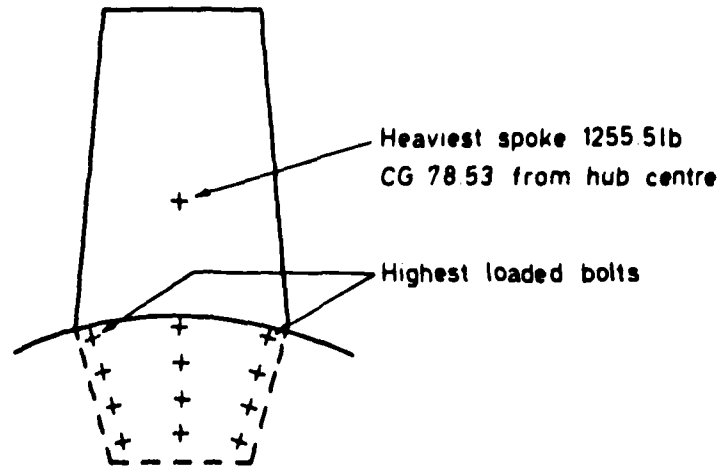 Heaviest spoke 1255.5lb
CG 78.53 from hub centre
Highest loaded bolts